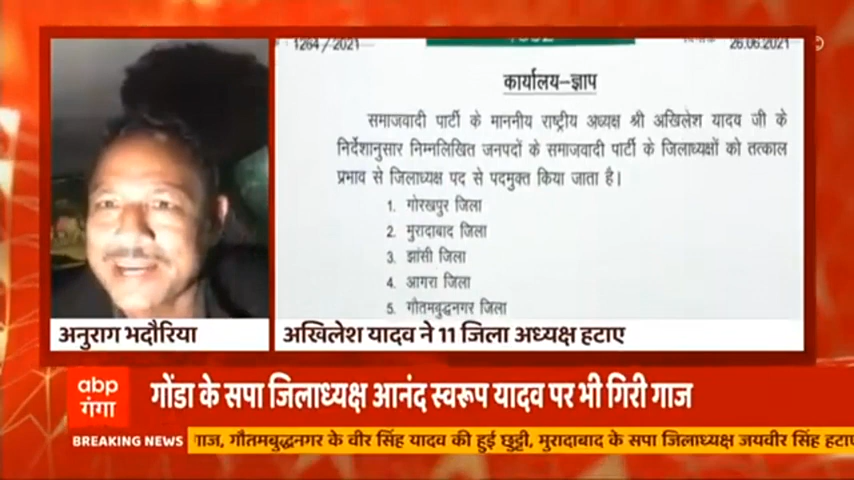 1264/2021
26.06.2021
कार्यालय-ज्ञाप
समाजवादी पार्टी के माननीय राष्ट्रीय अध्यक्ष श्री अखिलेश यादव जी के
निर्देशानुसार निम्नलिखित जनपदों के समाजवादी पार्टी के जिलाध्यक्षों को तत्काल
प्रभाव से जिलाध्यक्ष पद से पदमुक्त किया जाता है।
1. गोरखपुर जिला
2. मुरादाबाद जिला
3. झांसी जिला
4. आगरा जिला
5. गौतमबुद्धनगर जिला
अनुराग भदौरिया
अखिलेश यादव ने 11 जिला अध्यक्ष हटाए
abp
गंगा
गोंडा के सपा जिलाध्यक्ष आनंद स्वरूप यादव पर भी गिरी गाज
BREAKING NEWS
गाज, गौतमबुद्धनगर के वीर सिंह यादव की हुई छुट्टी, मुरादाबाद के सपा जिलाध्यक्ष जयवीर सिंह हटाए